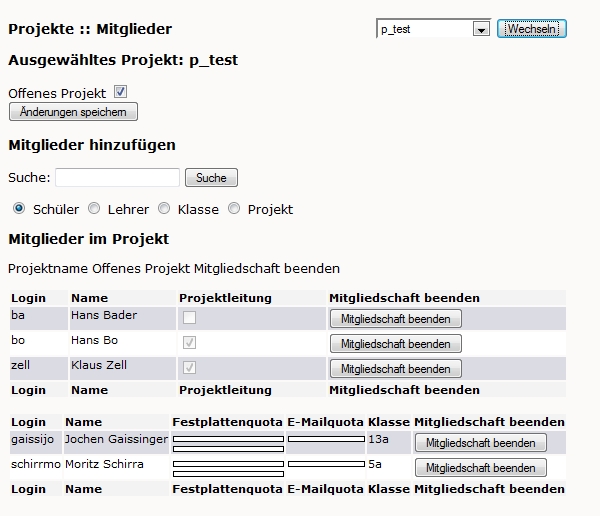 Projekte :: Mitglieder p_test Wechseln
Ausgewähltes Projekt: p_test
Offenes Projekt
Änderungen speichern
Mitglieder hinzufügen
Suche: Suche
Schüler Lehrer Klasse Projekt
Mitglieder im Projekt
Projektname Offenes Projekt Mitgliedschaft beenden
Login Name Projektleitung Mitgliedschaft beenden
ba Hans Bader Mitgliedschaft beenden
bo Hans Bo Mitgliedschaft beenden
zell Klaus Zell Mitgliedschaft beenden
Login Name Projektleitung Mitgliedschaft beenden
Login Name Festplattenquota E-Mailquota Klasse Mitgliedschaft beenden
gaissijo Jochen Gaissinger 13a Mitgliedschaft beenden
schirrmo Moritz Schirra 5a Mitgliedschaft beenden
Login Name Festplattenquota E-Mailquota Klasse Mitgliedschaft beenden